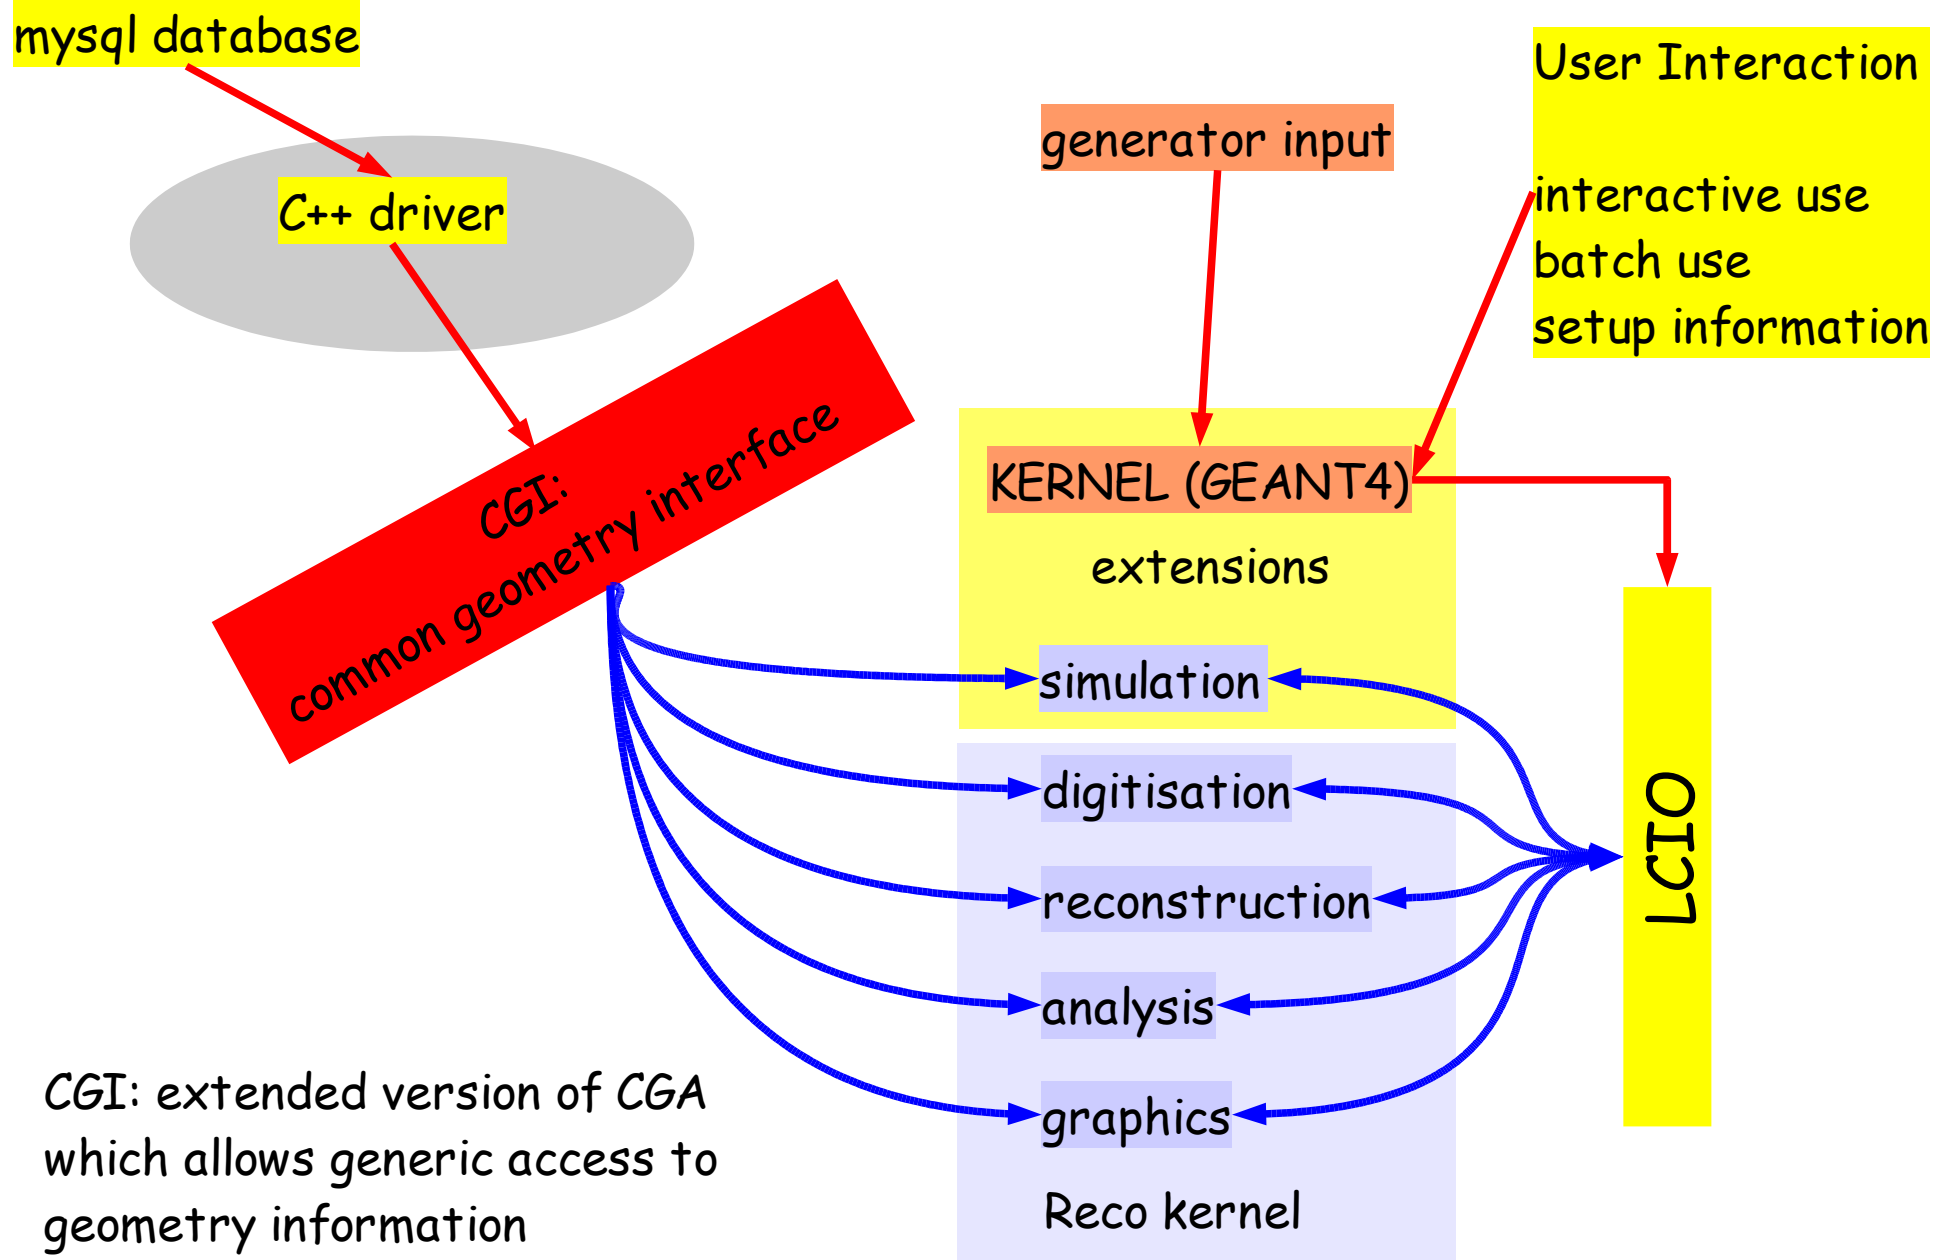 mysql database
C++ driver
CGI:
common geometry interface
generator input
User Interaction
interactive use
batch use
setup information
KERNEL (GEANT4)
extensions
simulation
digitisation
reconstruction
analysis
graphics
Reco kernel
LCIO
CGI: extended version of CGA
which allows generic access to
geometry information